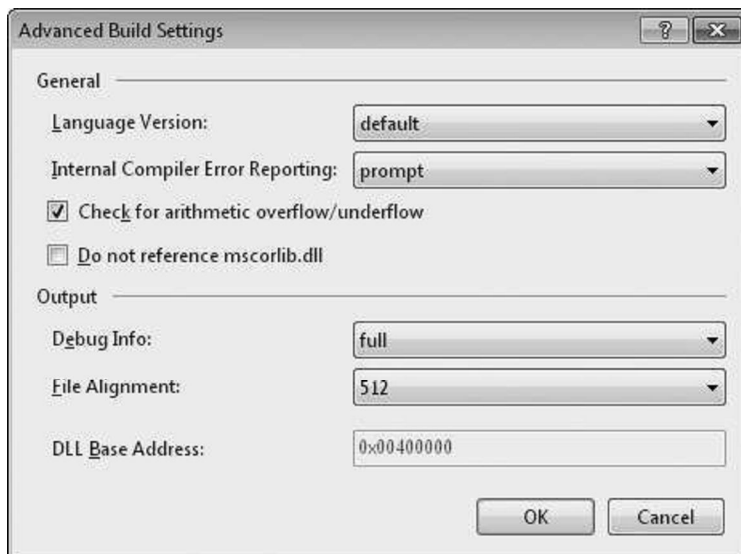 Advanced Build Settings
General
Language Version: default
Internal Compiler Error Reporting: prompt
Check for arithmetic overflow/underflow
Do not reference mscorlib.dll
Output
Debug Info: full
File Alignment: 512
DLL Base Address: 0x00400000
OK Cancel